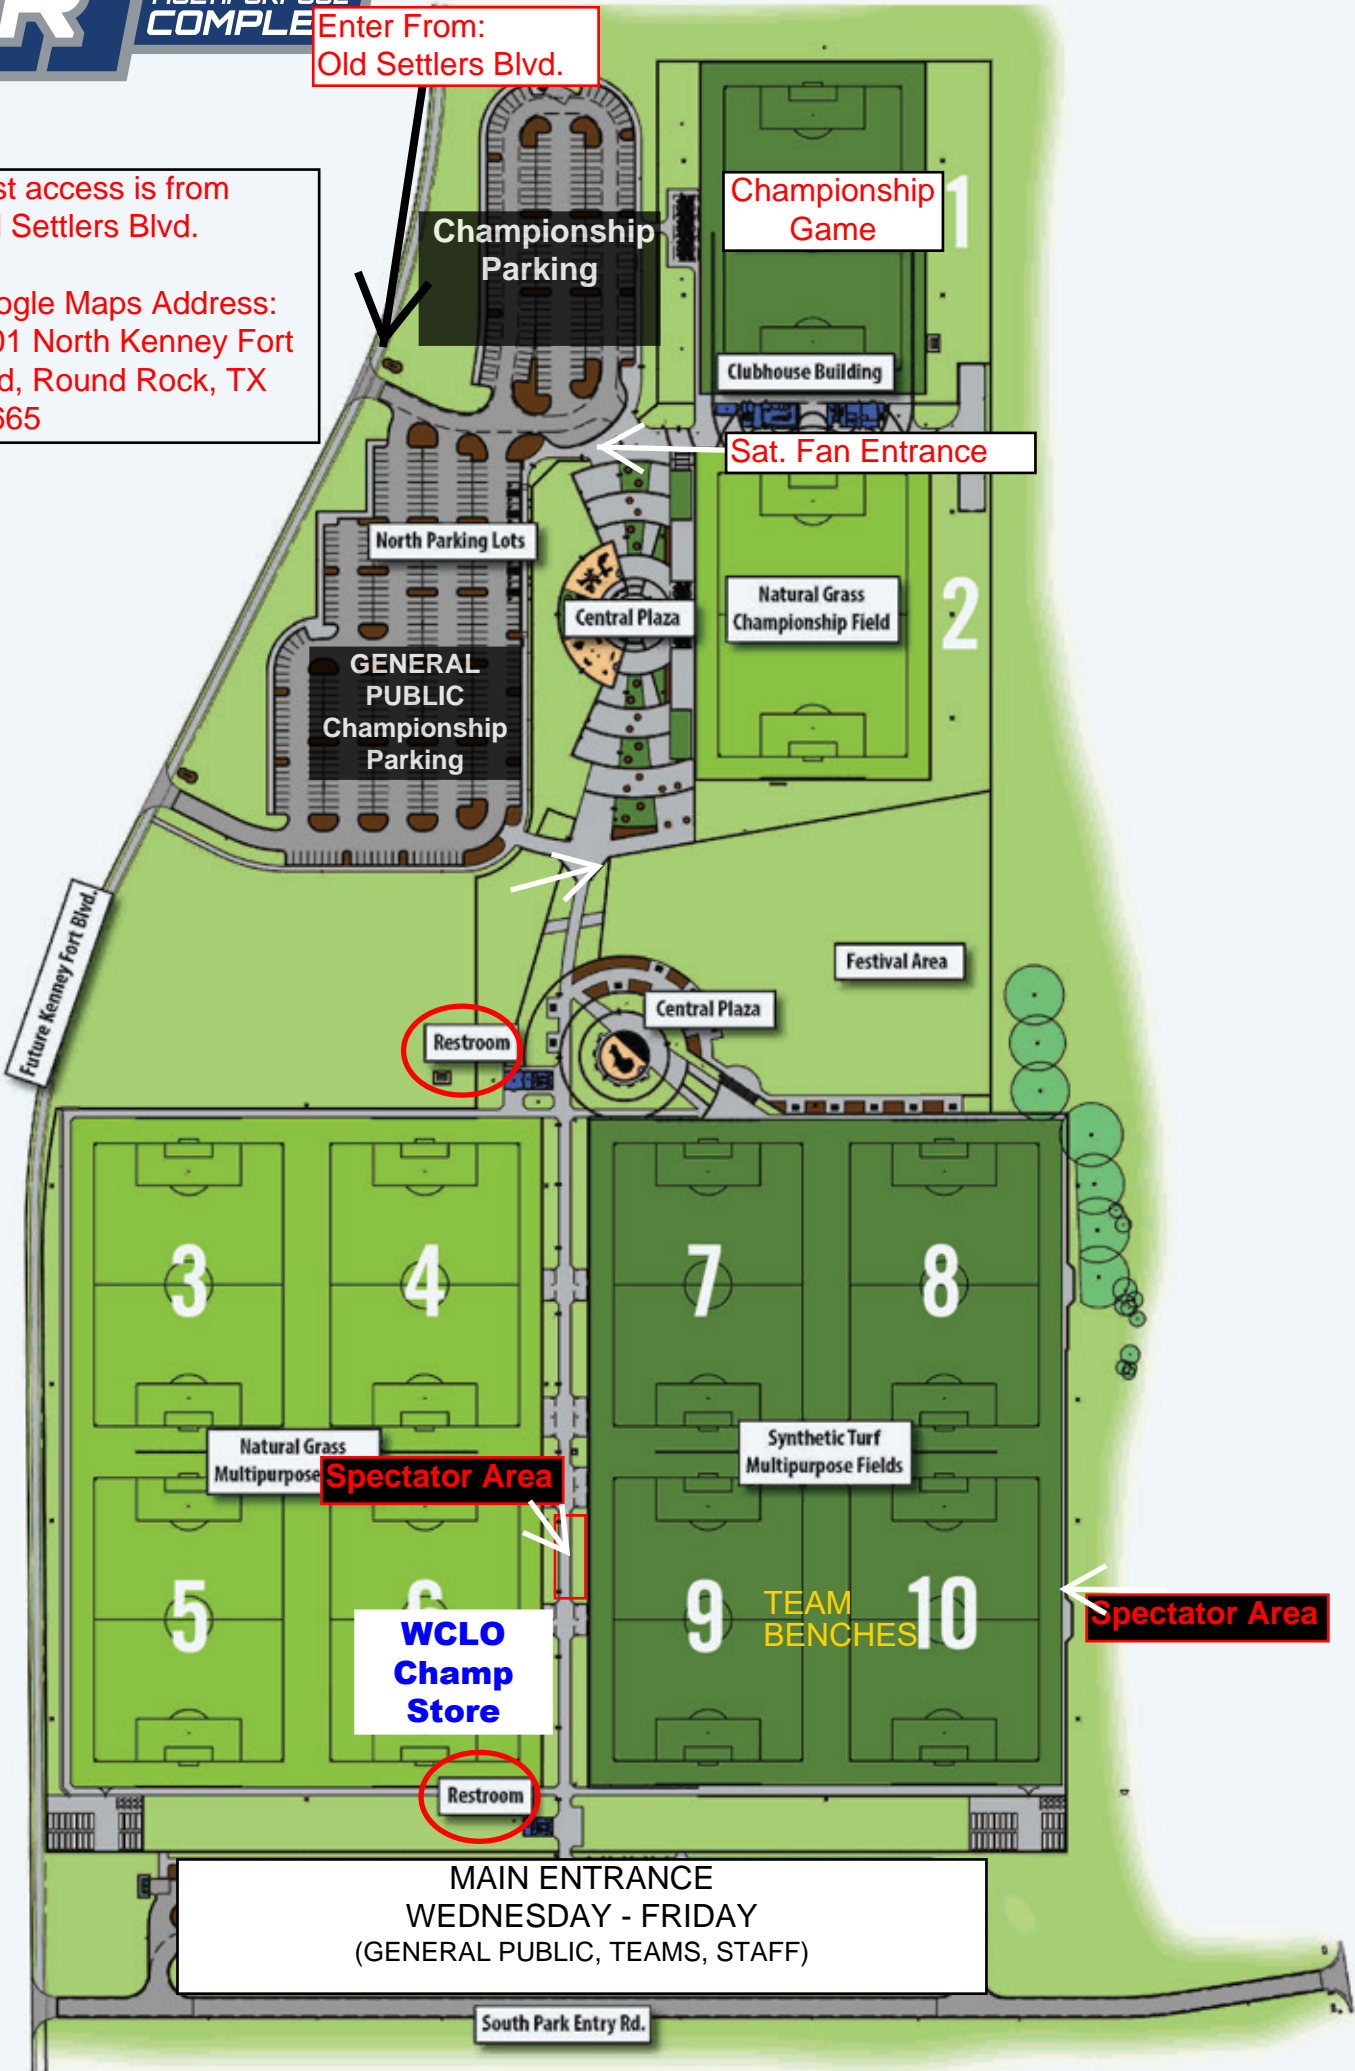 COMPLE
Enter From:
Old Settlers Blvd.
st access is from
Settlers Blvd.
ogle Maps Address:
01 North Kenney Fort
d, Round Rock, TX
665
Championship
Parking
Championship
Game
1
Clubhouse Building
Sat. Fan Entrance
North Parking Lots
Natural Grass
Championship Field
2
Central Plaza
GENERAL
PUBLIC
Championship
Parking
Future Kenney Fort Blvd.
Festival Area
Central Plaza
Restroom
3
4
7
8
Natural Grass
Multipurpose
Spectator Area
Synthetic Turf
Multipurpose Fields
5
6
9
TEAM
BENCHES
10
Spectator Area
WCLO
Champ
Store
Restroom
MAIN ENTRANCE
WEDNESDAY - FRIDAY
(GENERAL PUBLIC, TEAMS, STAFF)
South Park Entry Rd.